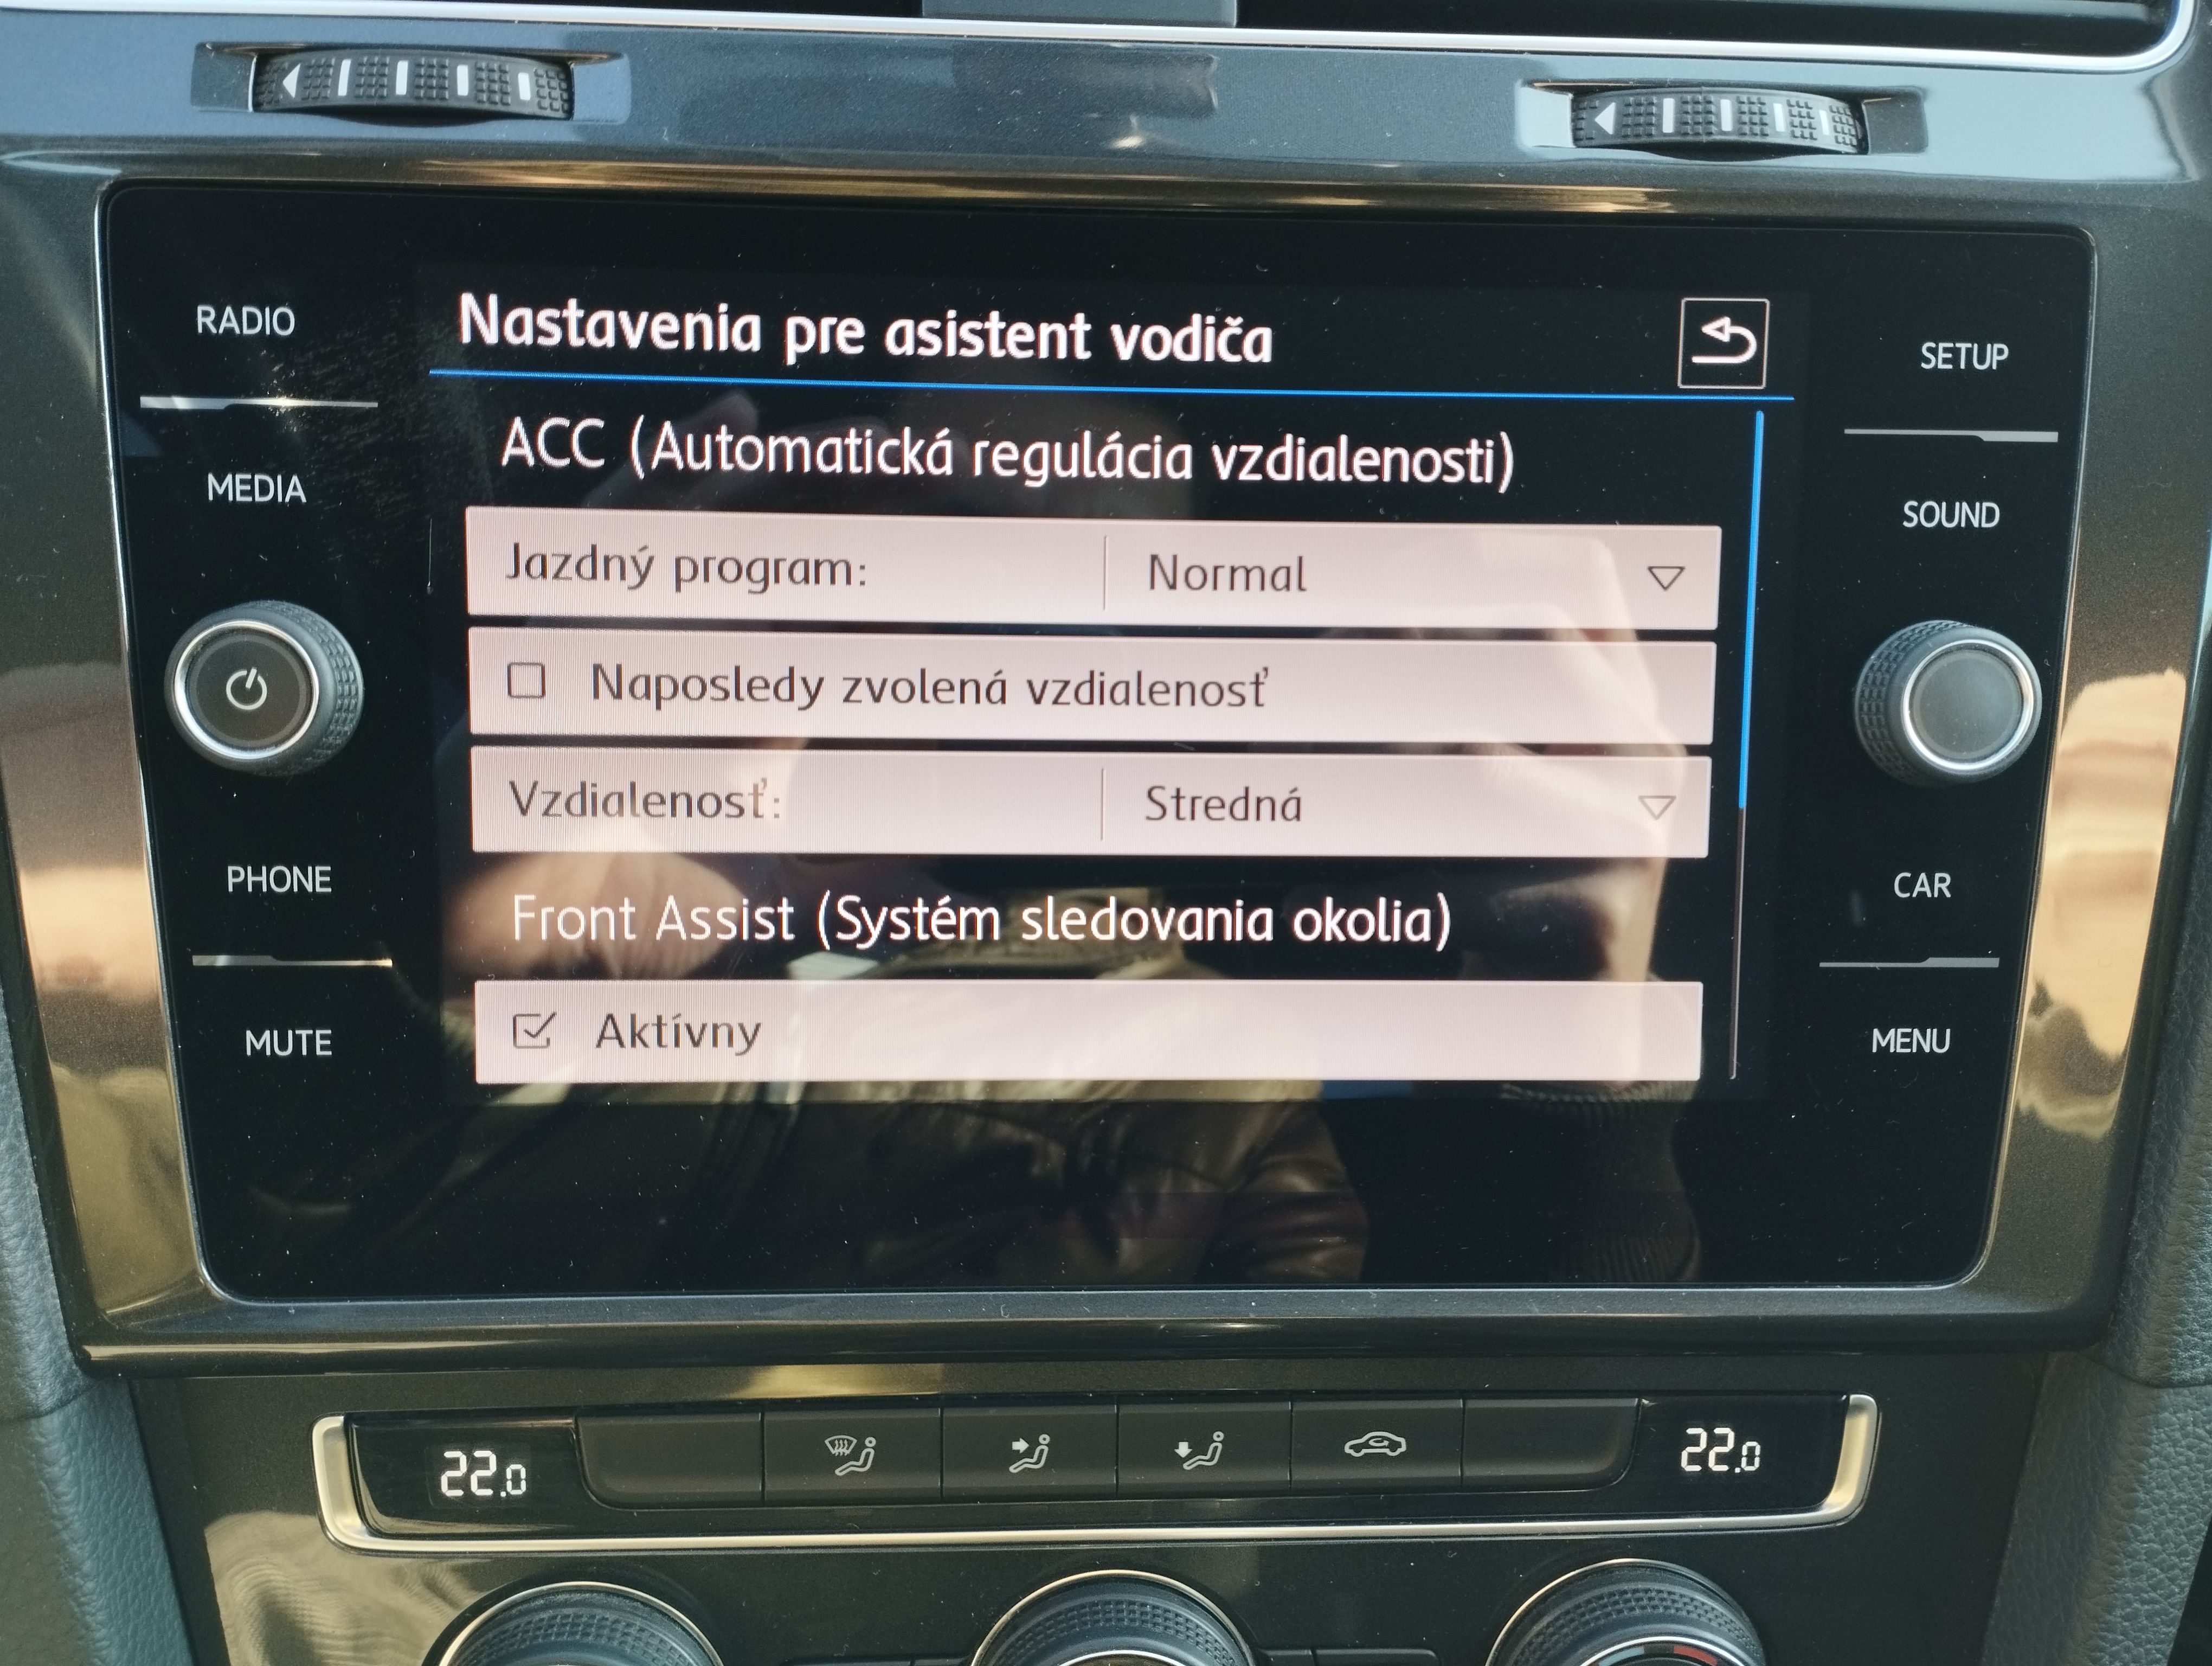 RADIO
MEDIA
PHONE
MUTE
Nastavenia pre asistent vodiča
ACC (Automatická regulácia vzdialenosti)
Jazdný program: Normal
Naposledy zvolená vzdialenosť
Vzdialenosť: Stredná
Front Assist (Systém sledovania okolia)
Aktívny
SETUP
SOUND
CAR
MENU
22.0 22.0